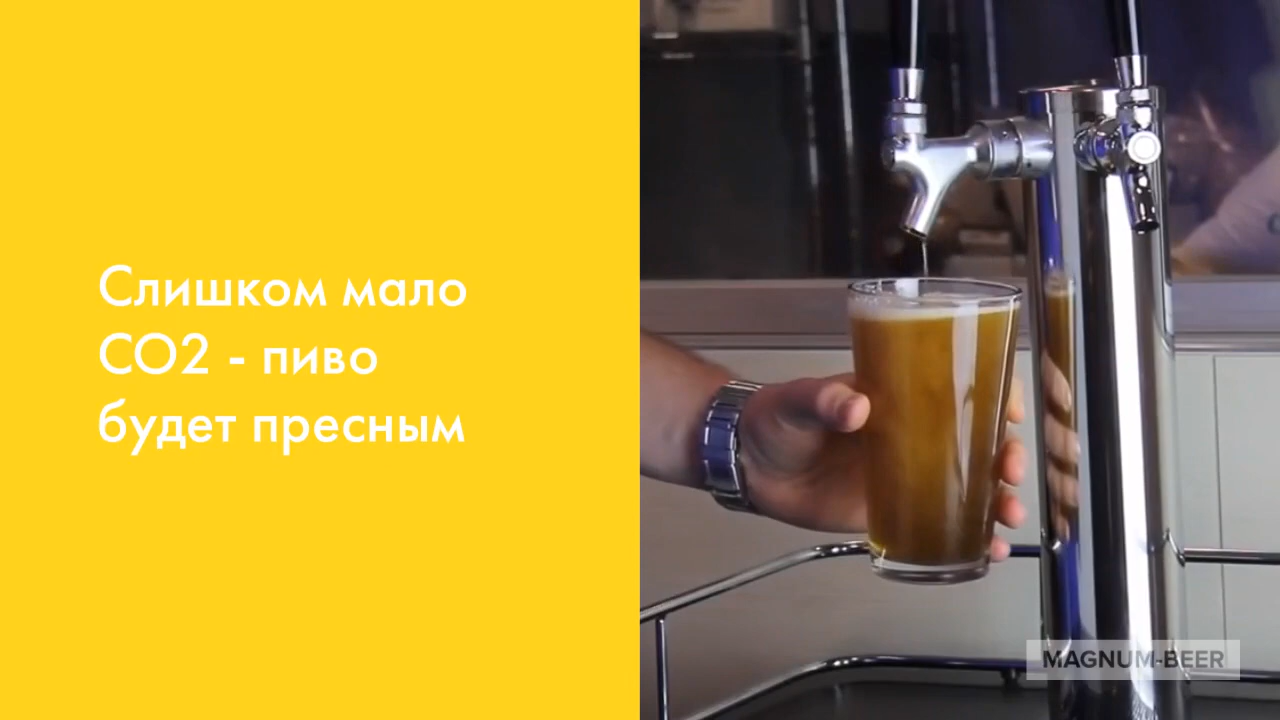 Слишком мало
CO2 - пиво
будет пресным
MAGNUM-BEER